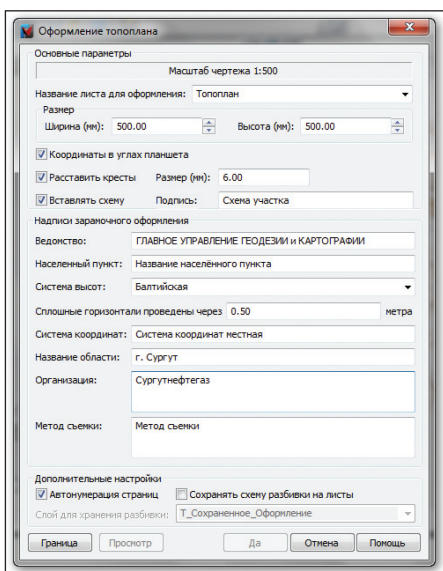 Оформление топоплана
Основные параметры
Масштаб чертежа 1:500
Название листа для оформления: Топоплан
Размер
Ширина (мм): 500.00 Высота (мм): 500.00
Координаты в углах планшета
Расставить кресты Размер (мм): 6.00
Вставлять схему Подпись: Схема участка
Надписи зараночного оформления
Ведомство: ГЛАВНОЕ УПРАВЛЕНИЕ ГЕОДЕЗИИ и КАРТОГРАФИИ
Населенный пункт: Название населённого пункта
Система высот: Балтийская
Сплошные горизонтали проведены через 0.50 метра
Система координат: Система координат местная
Название области: г. Сургут
Организация: Сургутнефтегаз
Метод съемки: Метод съемки
Дополнительные настройки
Автонумерация страниц Сохранять схему разбивки на листы
Слой для хранения разбивки: Т_Сохраненное_Оформление
Граница Просмотр Да Отмена Помощь